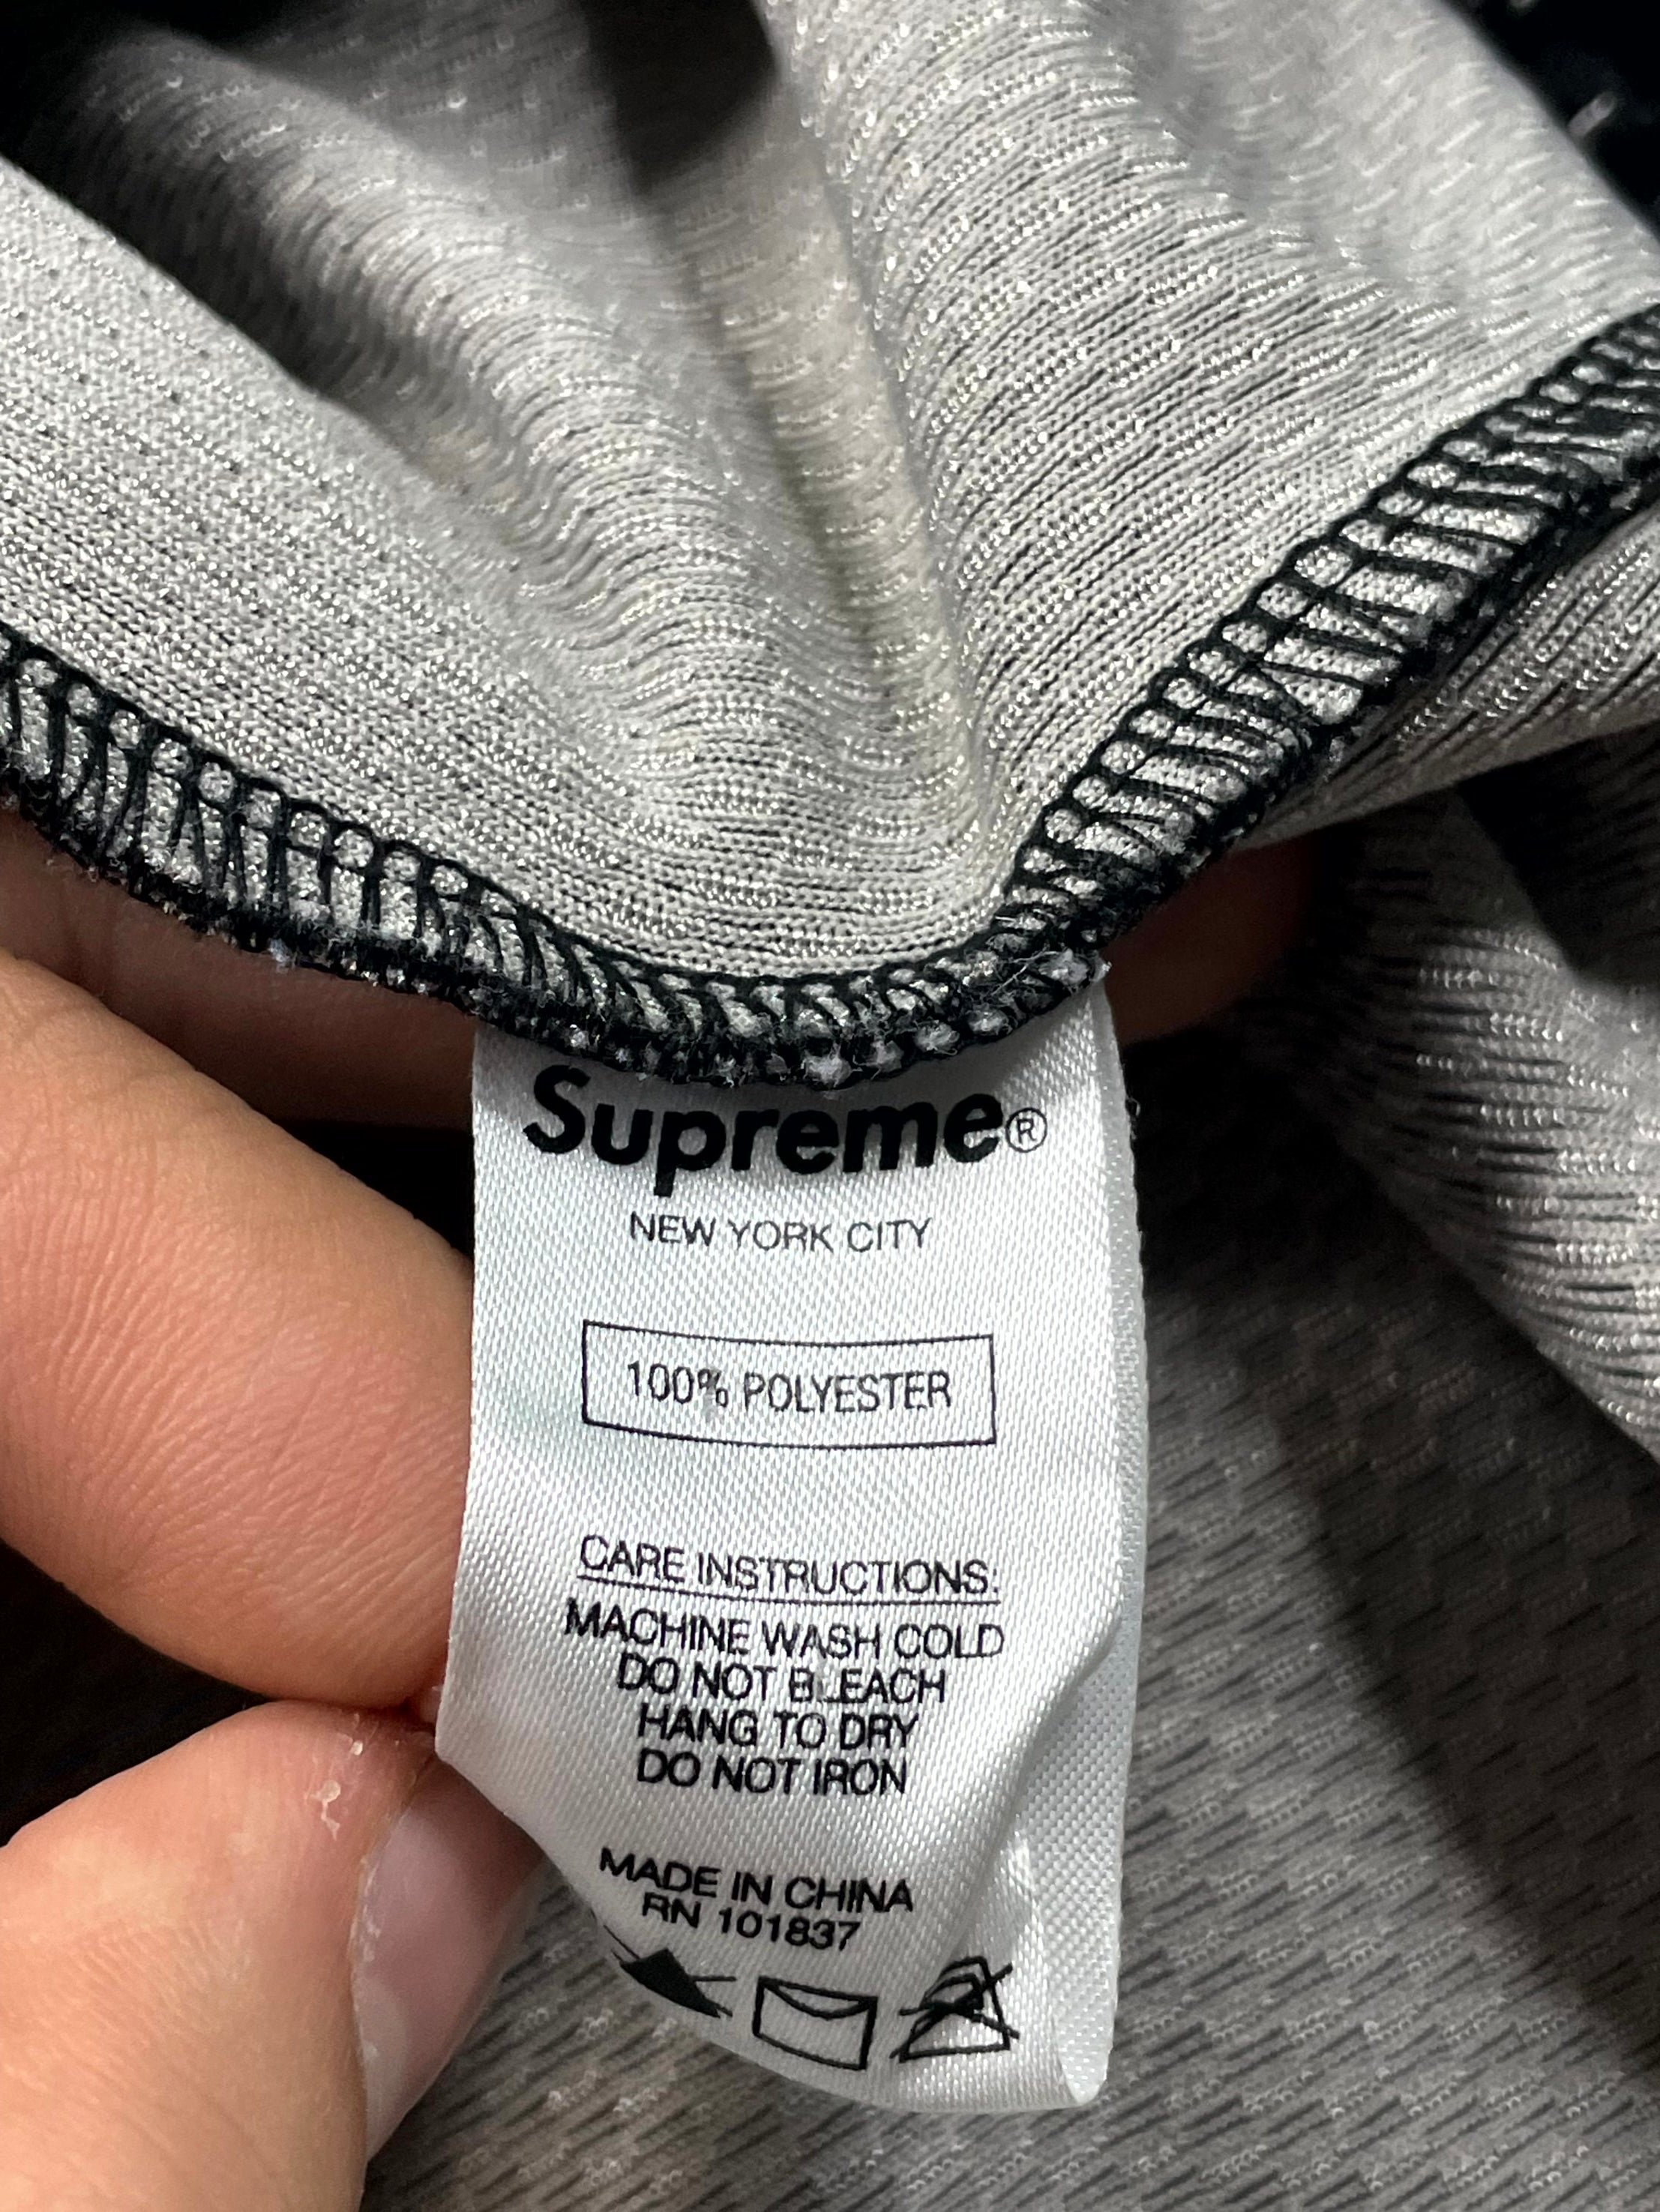 Supreme®
NEW YORK CITY
100% POLYESTER
CARE INSTRUCTIONS:
MACHINE WASH COLD
DO NOT BLEACH
HANG TO DRY
DO NOT IRON
MADE IN CHINA
RN 101837